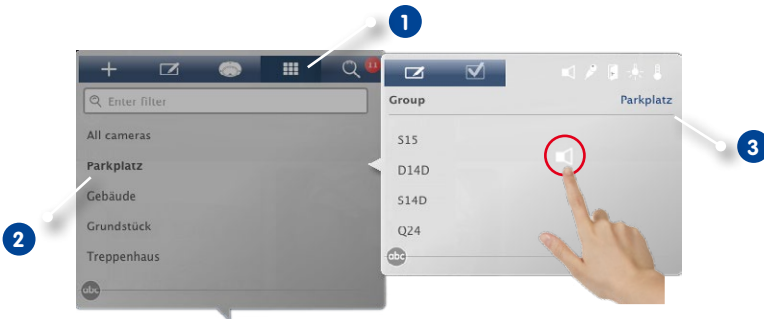 1
11
Enter filter
All cameras
Parkplatz
Gebäude
Grundstück
Treppenhaus
abc
2
Group Parkplatz
S15
D14D
S14D
Q24
abc
3